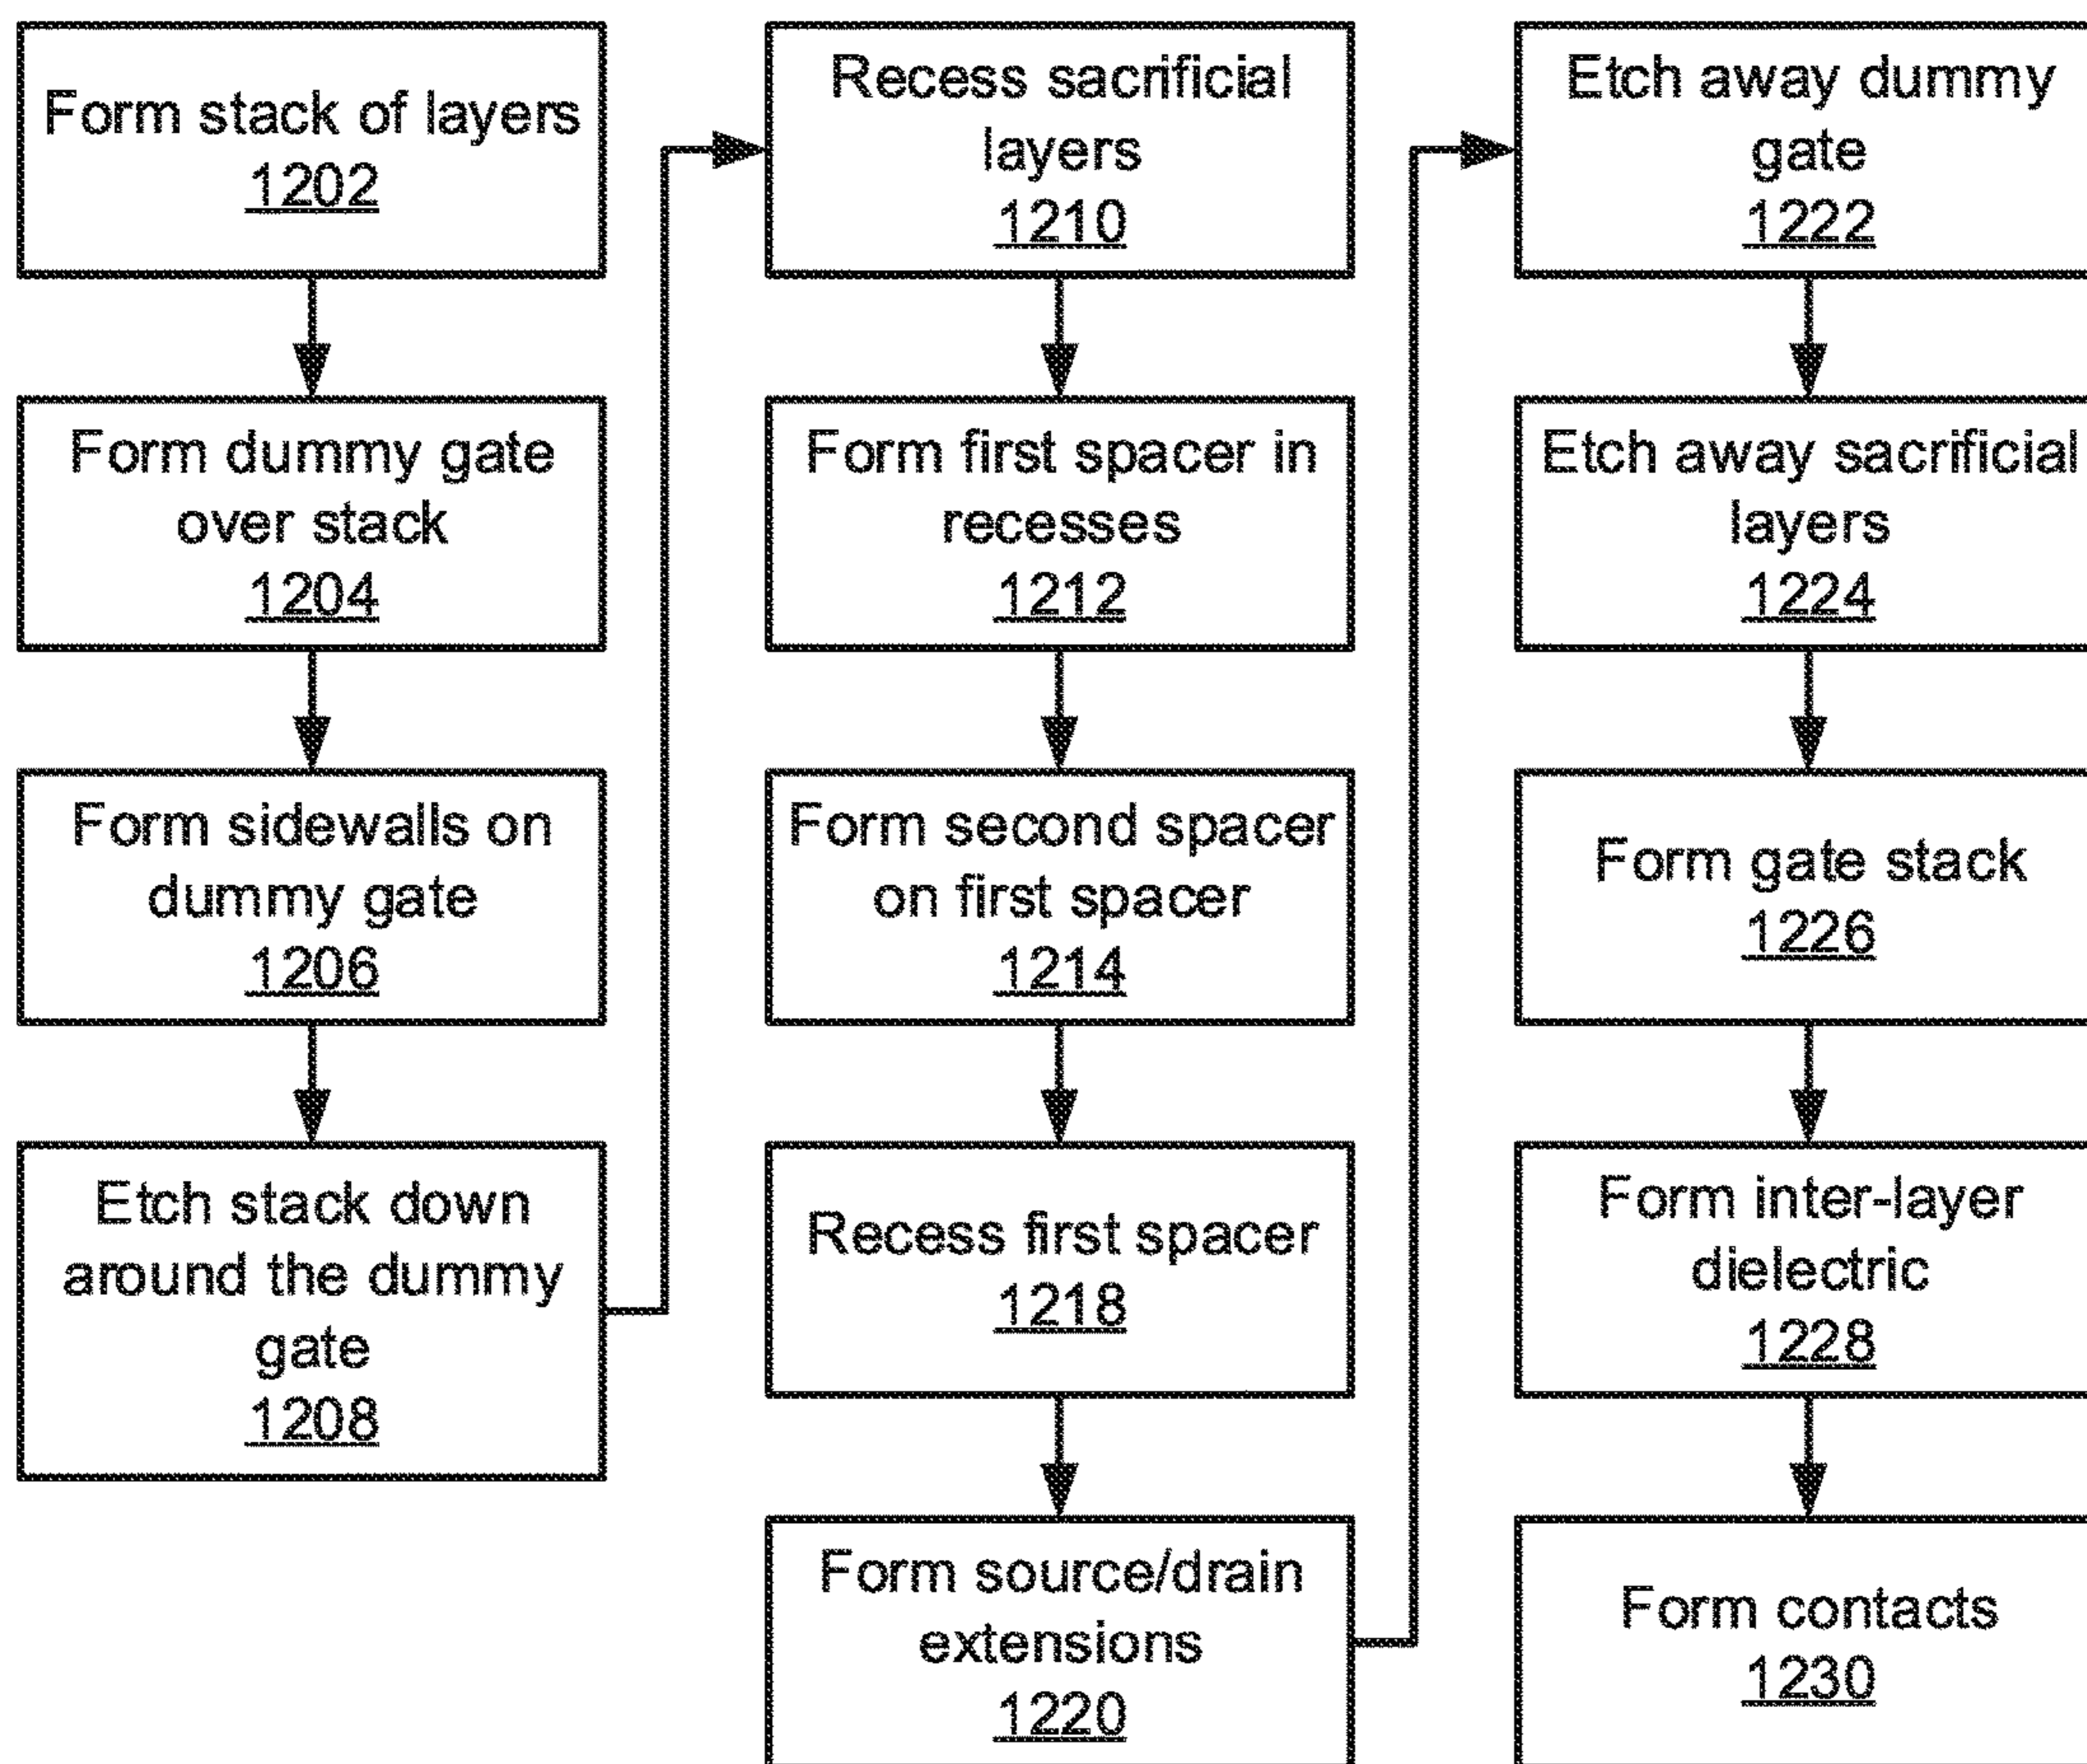 Form stack of layers
1202
Form dummy gate
over stack
1204
Form sidewalls on
dummy gate
1206
Etch stack down
around the dummy
gate
1208
Recess sacrificial
layers
1210
Form first spacer in
recesses
1212
Form second spacer
on first spacer
1214
Recess first spacer
1218
Form source/drain
extensions
1220
Etch away dummy
gate
1222
Etch away sacrificial
layers
1224
Form gate stack
1226
Form inter-layer
dielectric
1228
Form contacts
1230